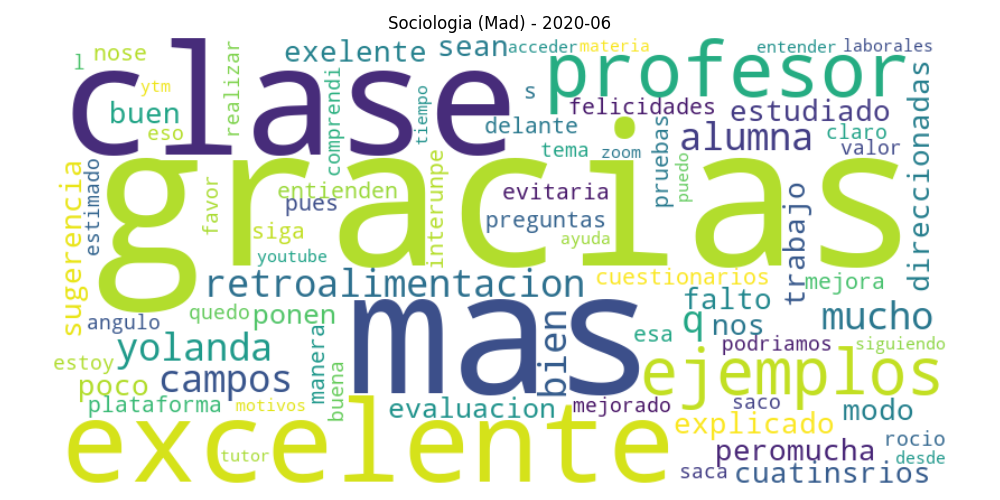 Sociologia (Mad) - 2020-06
l
nose
exelente
sean
acceder
materia
entender
laborales
clase
profesor
ytm
buen
eso
realizar
comprendi
tiempo
s
felicidades
estudiado
direccionadas
delante
alumna
claro
valor
tema
zoom
pruebas
puedo
sugerencia
estimado
gracias
favor
entienden
pues
interunpe
evitaria
preguntas
siga
ayuda
trabajo
youtube
retroalimentacion
cuestionarios
mejora
angulo
quedo
ponen
mas
bien
falto
q
nos
mucho
esa
yolanda
manera
podriamos
siguiendo
estoy
poco
campos
buena
ejemplos
plataforma
motivos
evaluacion
mejorado
saco
modo
excelente
explicado
rocio
tutor
peromucha
desde
saca
cuatinsrios